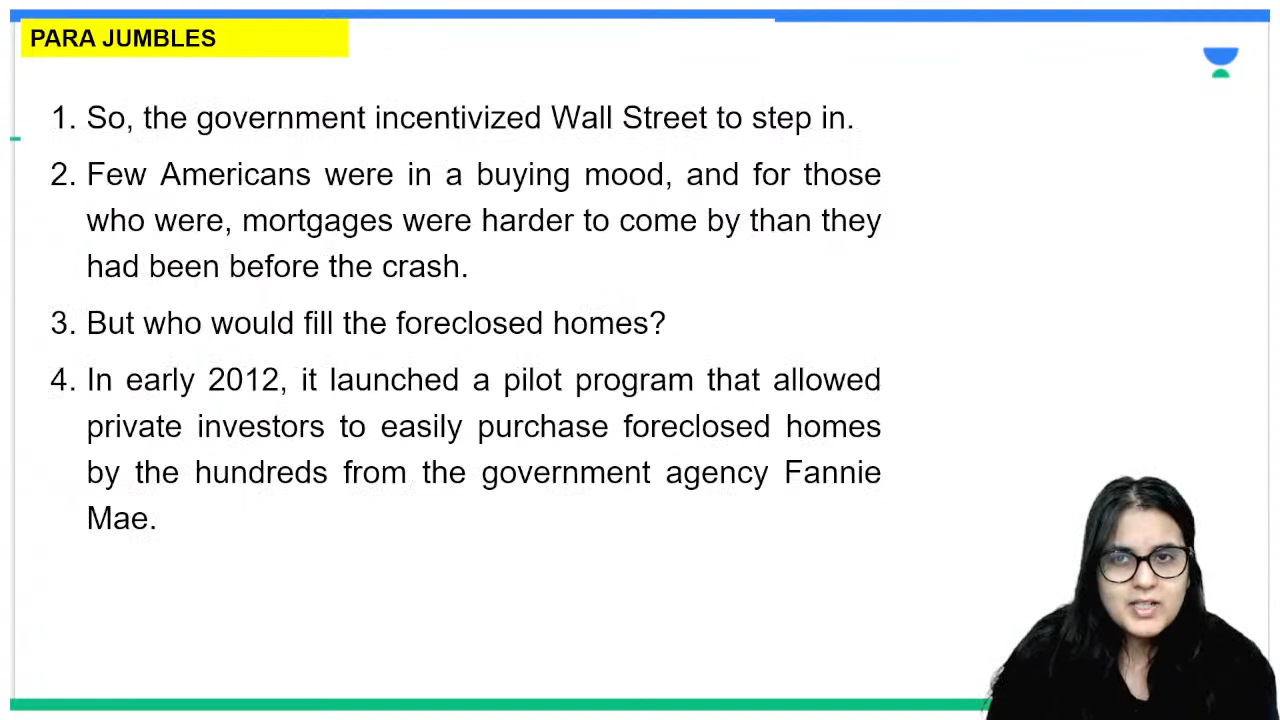 PARA JUMBLES
1. So, the government incentivized Wall Street to step in.
2. Few Americans were in a buying mood, and for those
who were, mortgages were harder to come by than they
had been before the crash.
3. But who would fill the foreclosed homes?
4. In early 2012, it launched a pilot program that allowed
private investors to easily purchase foreclosed homes
by the hundreds from the government agency Fannie
Mae.